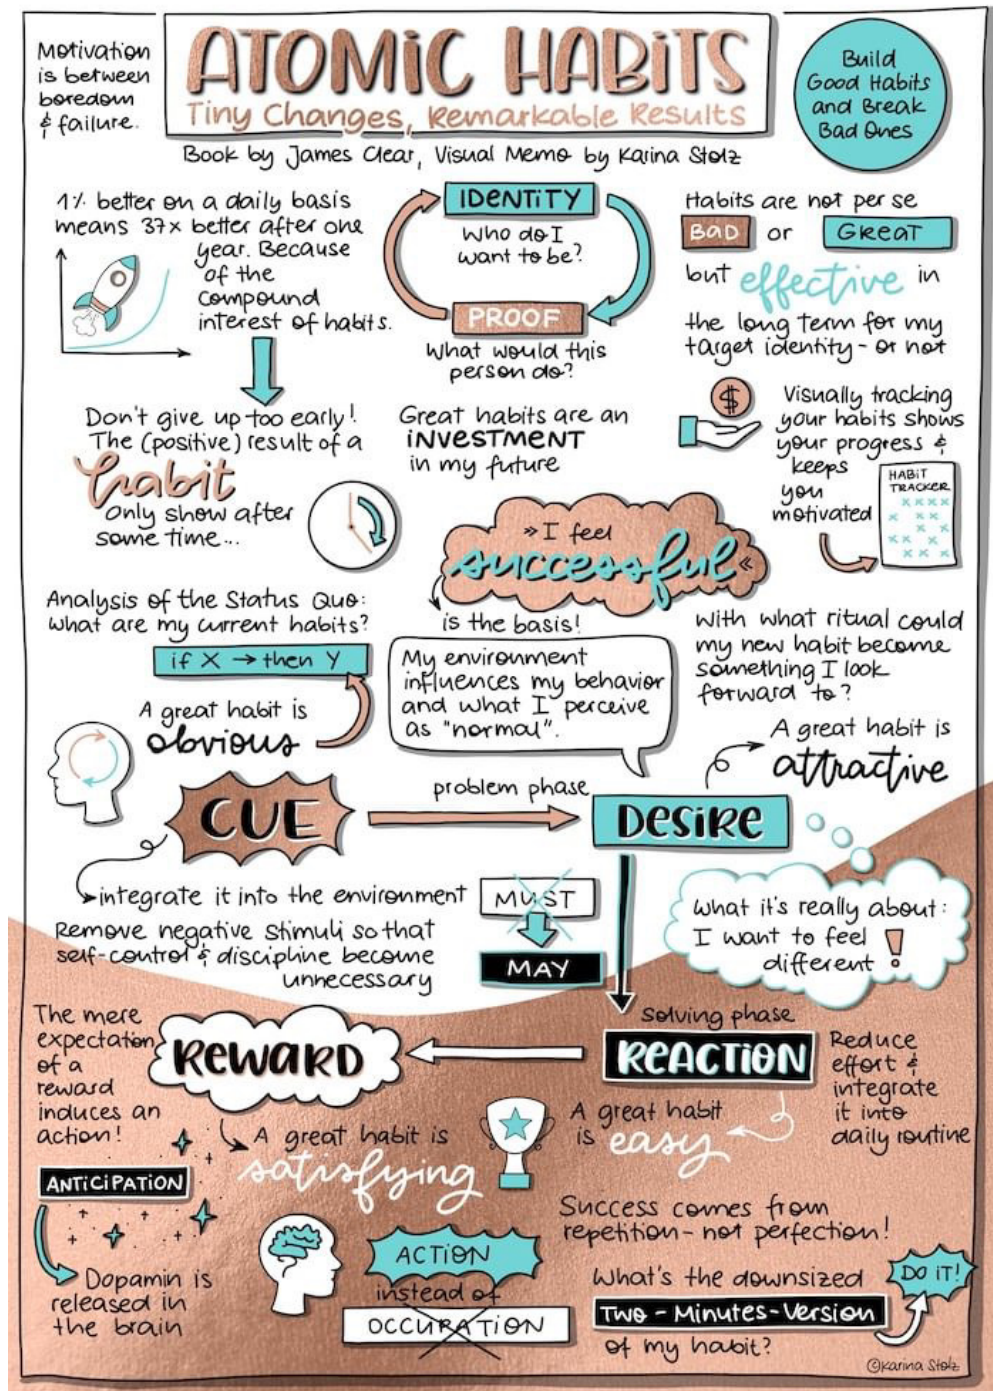 Motivation
is between
boredom
& failure.
ATOMIC HABITS
Tiny Changes, Remarkable Results
Book by James Clear, Visual Memo by Karina Stolz
Build
Good Habits
and Break
Bad Ones
1% better on a daily basis
means 37x better after one
year. Because
of the
compound
interest of habits.
IDENTITY
Who do I
want to be?
PROOF
What would this
person do?
Habits are not per se
BAD or GREAT
but effective in
the long term for my
target identity - or not
Don't give up too early!
The (positive) result of a
habit
only show after
some time...
Great habits are an
INVESTMENT
in my future
$
Visually tracking
your habits shows
your progress &
keeps
you
motivated
HABIT
TRACKER
»I feel
successful«
is the basis!
Analysis of the Status Quo:
What are my current habits?
if X → then Y
A great habit is
obvious
My environment
influences my behavior
and what I perceive
as "normal".
With what ritual could
my new habit become
something I look
forward to?
A great habit is
attractive
CUE
problem phase
DESIRE
integrate it into the environment
Remove negative stimuli so that
self-control & discipline become
unnecessary
MUST
MAY
What it's really about:
I want to feel
different!
The mere
expectation
of a
reward
induces an
action!
REWARD
Solving phase
REACTION
Reduce
effort &
integrate
it into
daily routine
A great habit is
satisfying
A great habit
is easy
ANTICIPATION
Dopamin is
released in
the brain
ACTION
instead of
OCCUPATION
Success comes from
repetition - not perfection!
What's the downsized
Two - Minutes - Version
of my habit?
DO IT!
©Karina Stolz